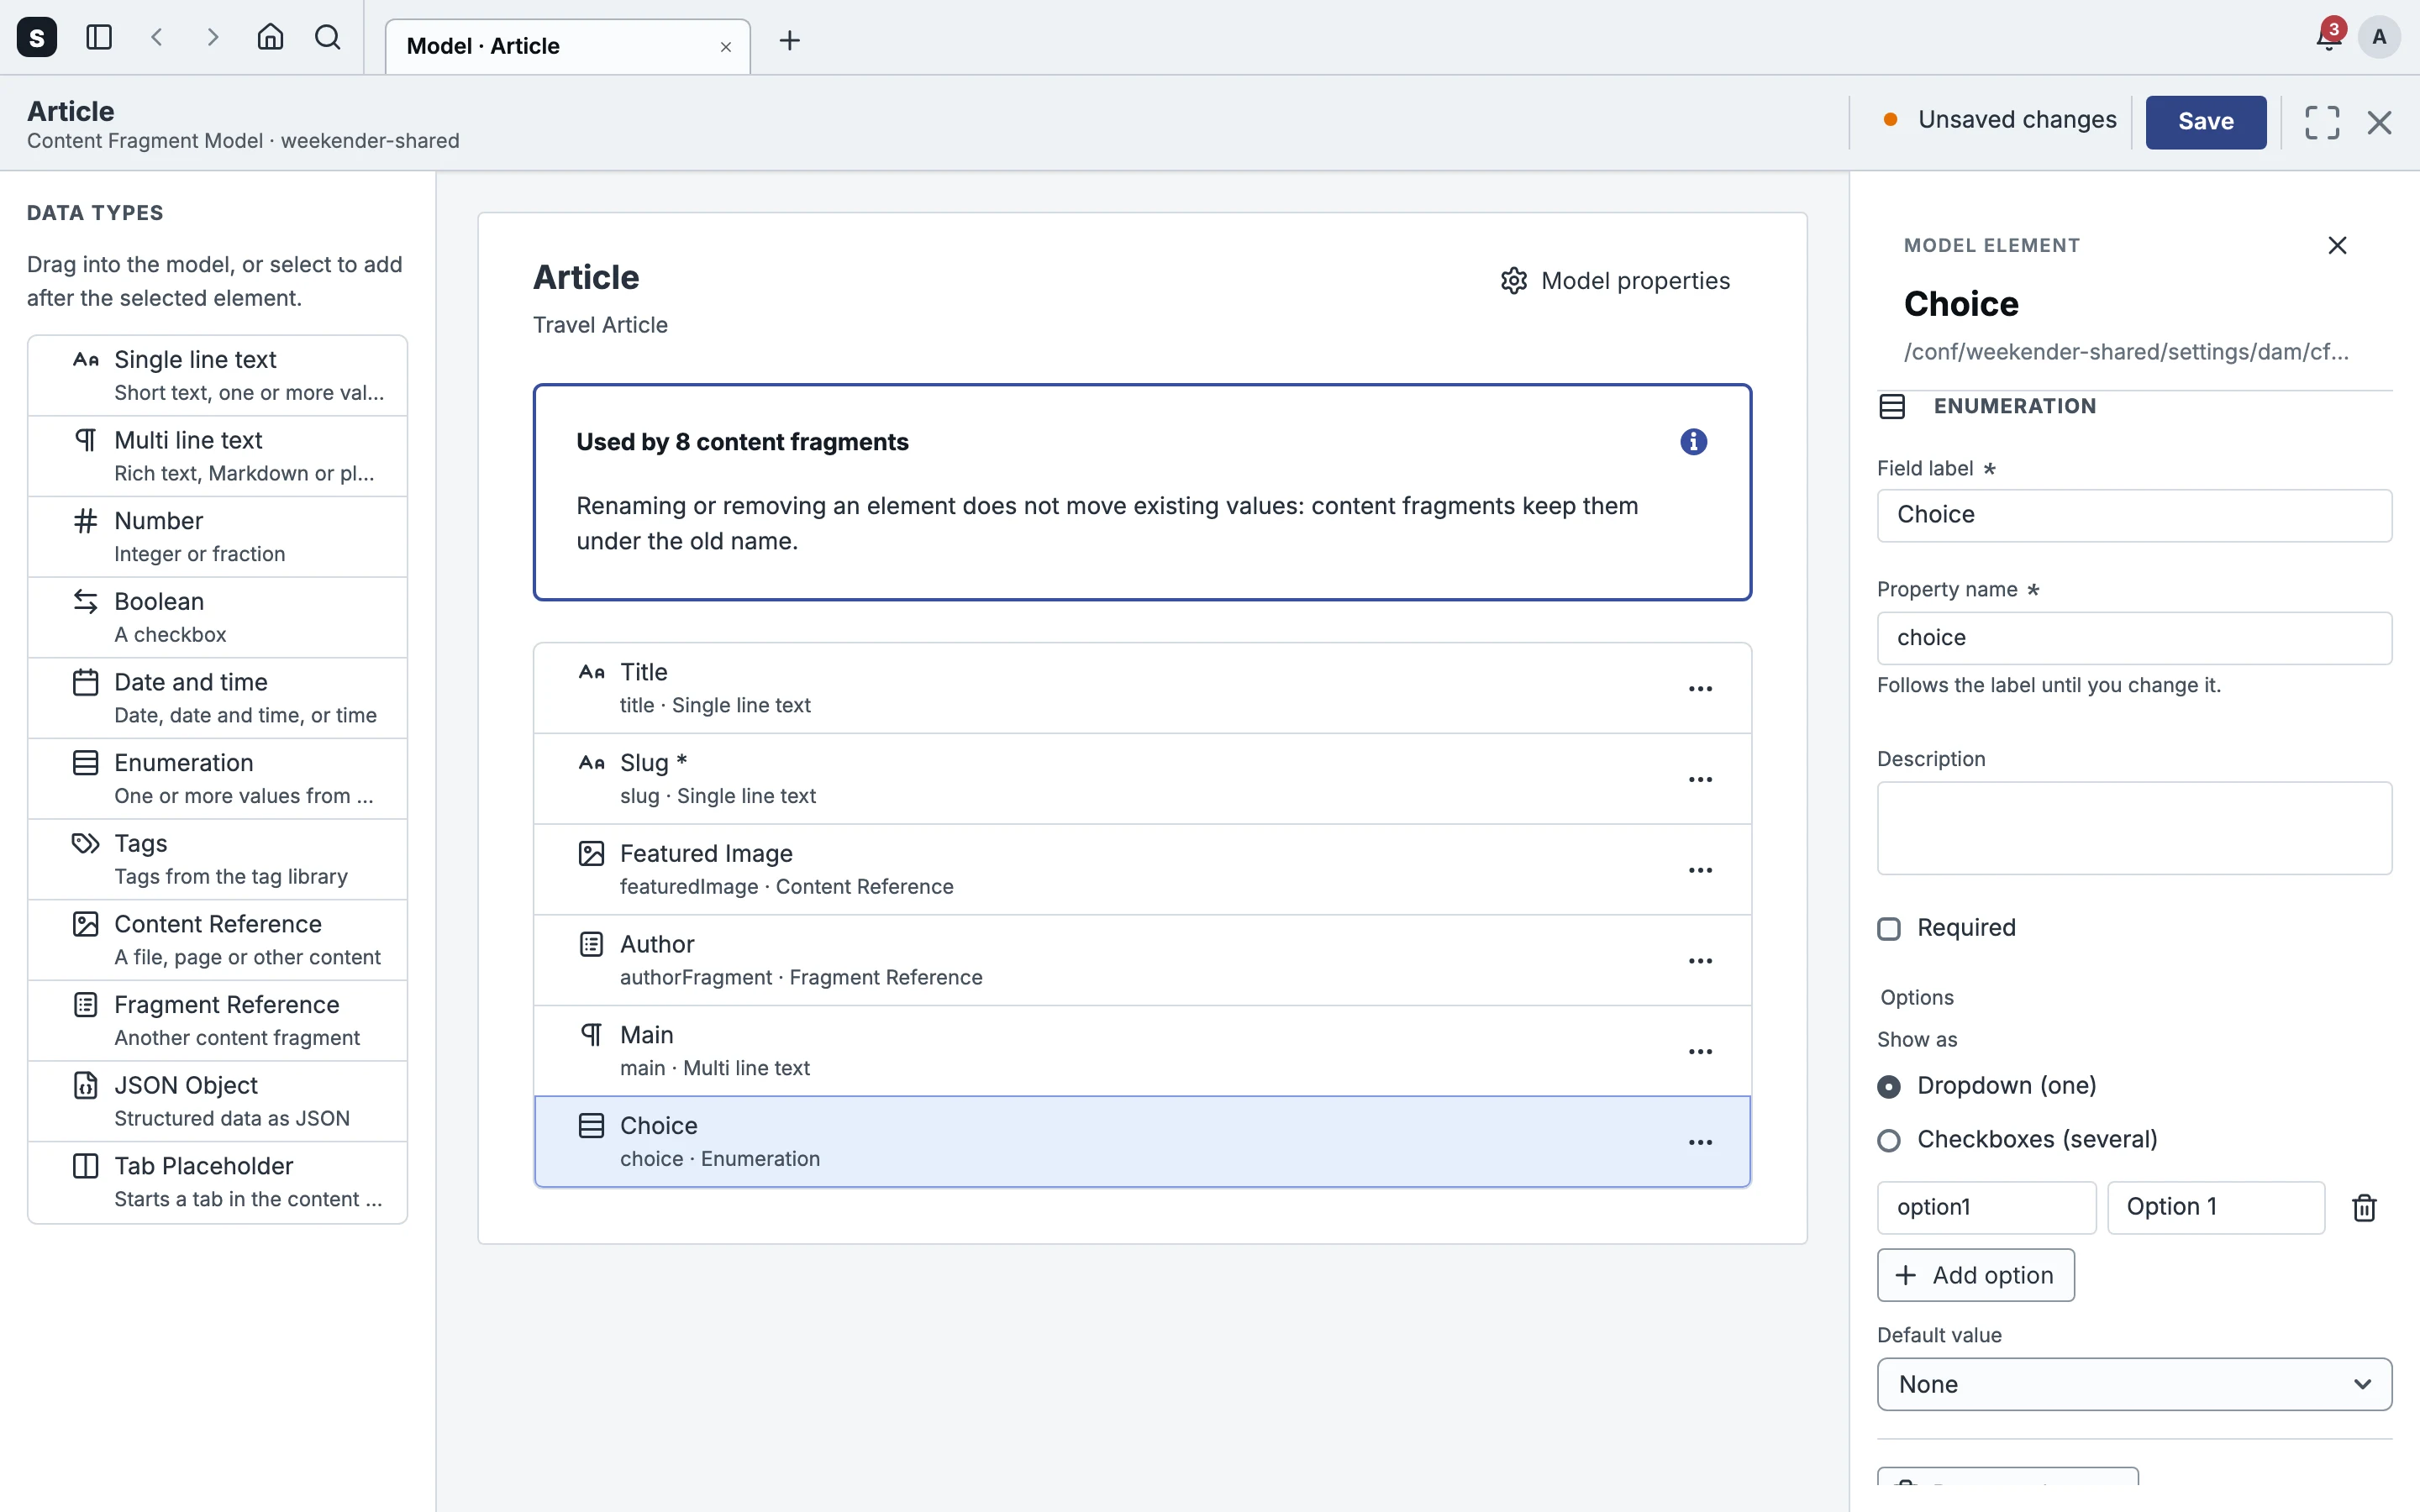 S
Model · Article
3
A
Article
Content Fragment Model · weekender-shared
Unsaved changes
Save
DATA TYPES
Drag into the model, or select to add
after the selected element.
Single line text
Short text, one or more val...
Multi line text
Rich text, Markdown or pl...
Number
Integer or fraction
Boolean
A checkbox
Date and time
Date, date and time, or time
Enumeration
One or more values from ...
Tags
Tags from the tag library
Content Reference
A file, page or other content
Fragment Reference
Another content fragment
JSON Object
Structured data as JSON
Tab Placeholder
Starts a tab in the content ...
Article
Model properties
Travel Article
Used by 8 content fragments
Renaming or removing an element does not move existing values: content fragments keep them
under the old name.
Title
title · Single line text
Slug *
slug · Single line text
Featured Image
featuredImage · Content Reference
Author
authorFragment · Fragment Reference
Main
main · Multi line text
Choice
choice · Enumeration
MODEL ELEMENT
Choice
/conf/weekender-shared/settings/dam/cf...
ENUMERATION
Field label *
Choice
Property name *
choice
Follows the label until you change it.
Description
Required
Options
Show as
Dropdown (one)
Checkboxes (several)
option1
Option 1
Add option
Default value
None